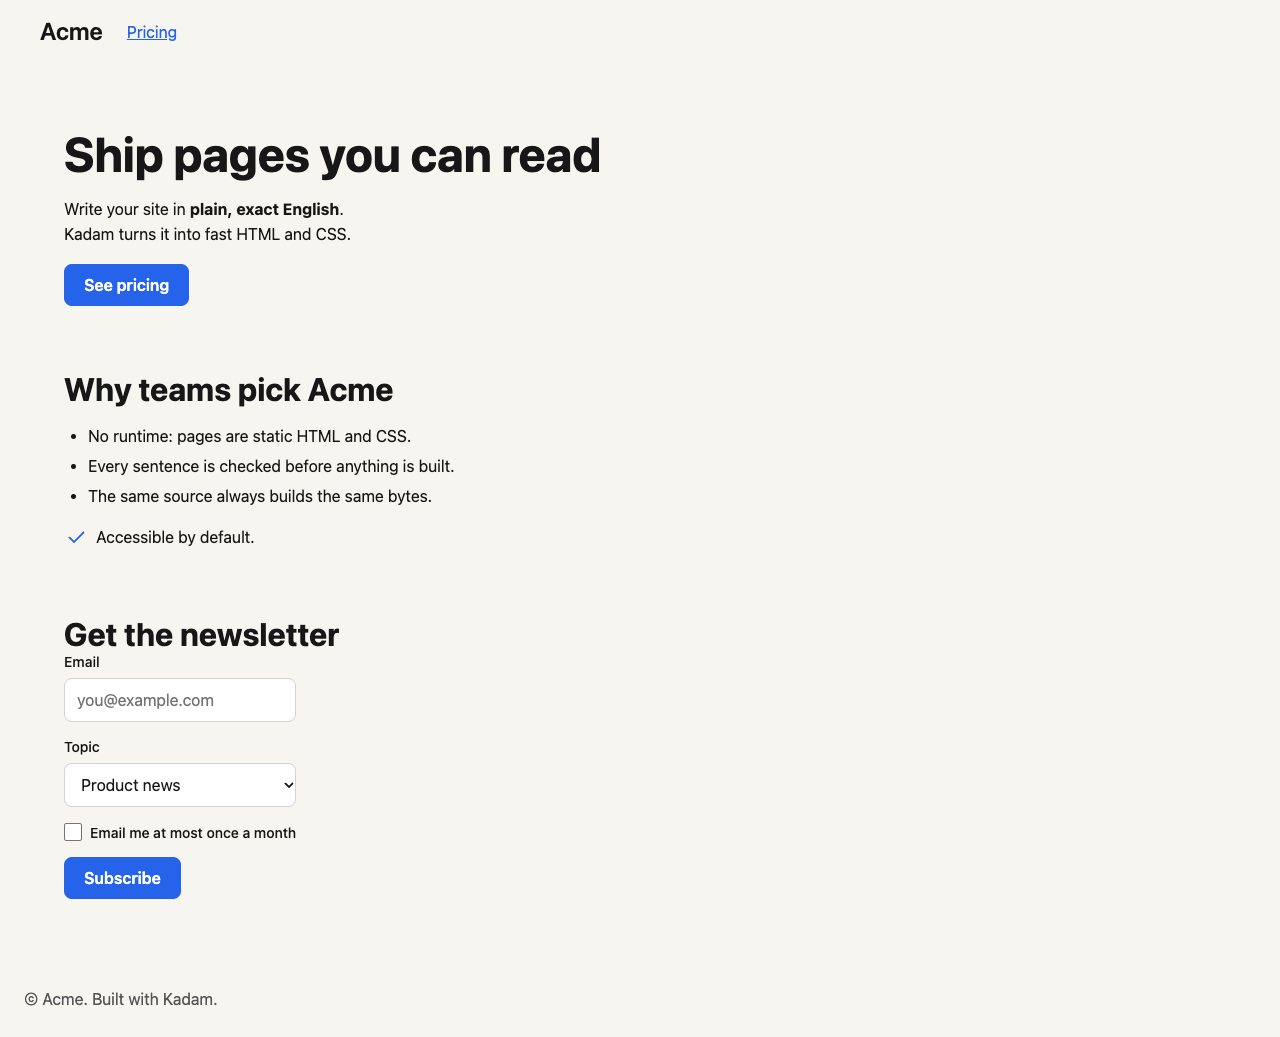 Acme
Pricing
Ship pages you can read
Write your site in plain, exact English.
Kadam turns it into fast HTML and CSS.
See pricing
Why teams pick Acme
No runtime: pages are static HTML and CSS.
Every sentence is checked before anything is built.
The same source always builds the same bytes.
Accessible by default.
Get the newsletter
Email
you@example.com
Topic
Product news
Email me at most once a month
Subscribe
© Acme. Built with Kadam.